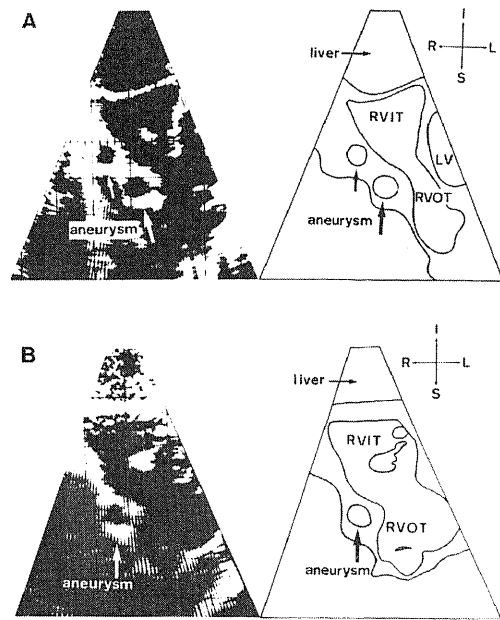 A
aneurysm
liver
I
R L
S
RVIT
LV
RVOT
aneurysm
B
aneurysm
liver
I
R L
S
RVIT
RVOT
aneurysm